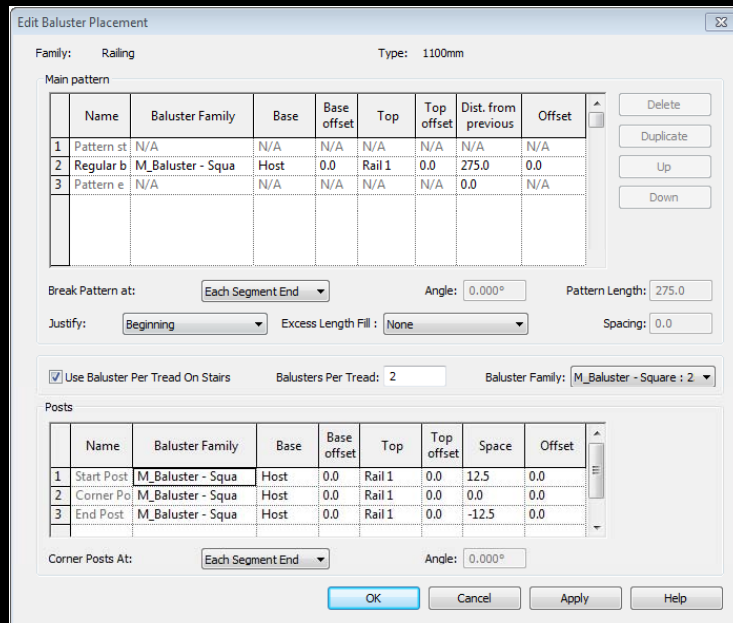 Edit Baluster Placement
Family: Railing Type: 1100mm
Main pattern
Name Baluster Family Base Base offset Top Top offset Dist. from previous Offset
1 Pattern st N/A N/A N/A N/A N/A N/A N/A
2 Regular b M_Baluster - Squa Host 0.0 Rail 1 0.0 275.0 0.0
3 Pattern e N/A N/A N/A N/A N/A 0.0 N/A
Delete
Duplicate
Up
Down
Break Pattern at: Each Segment End Angle: 0.000° Pattern Length: 275.0
Justify: Beginning Excess Length Fill : None Spacing: 0.0
Use Baluster Per Tread On Stairs Balusters Per Tread: 2 Baluster Family: M_Baluster - Square : 2
Posts
Name Baluster Family Base Base offset Top Top offset Space Offset
1 Start Post M_Baluster - Squa Host 0.0 Rail 1 0.0 12.5 0.0
2 Corner Po M_Baluster - Squa Host 0.0 Rail 1 0.0 0.0 0.0
3 End Post M_Baluster - Squa Host 0.0 Rail 1 0.0 -12.5 0.0
Corner Posts At: Each Segment End Angle: 0.000°
OK Cancel Apply Help